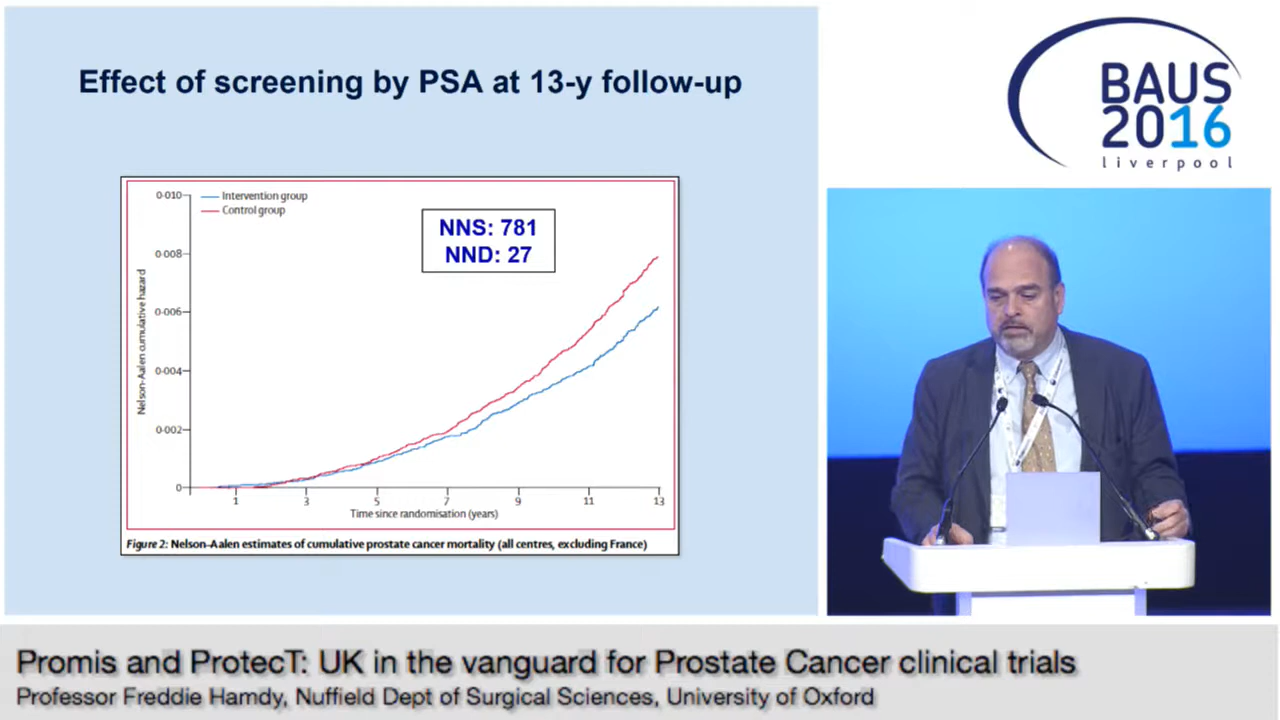 Effect of screening by PSA at 13-y follow-up
BAUS
2016
liverpool
0·010
Intervention group
Control group
NNS: 781
NND: 27
0·008
0·006
0·004
0·002
0
Nelson-Aalen cumulative hazard
1 3 5 7 9 11 13
Time since randomisation (years)
Figure 2: Nelson-Aalen estimates of cumulative prostate cancer mortality (all centres, excluding France)
Promis and ProtecT: UK in the vanguard for Prostate Cancer clinical trials
Professor Freddie Hamdy, Nuffield Dept of Surgical Sciences, University of Oxford